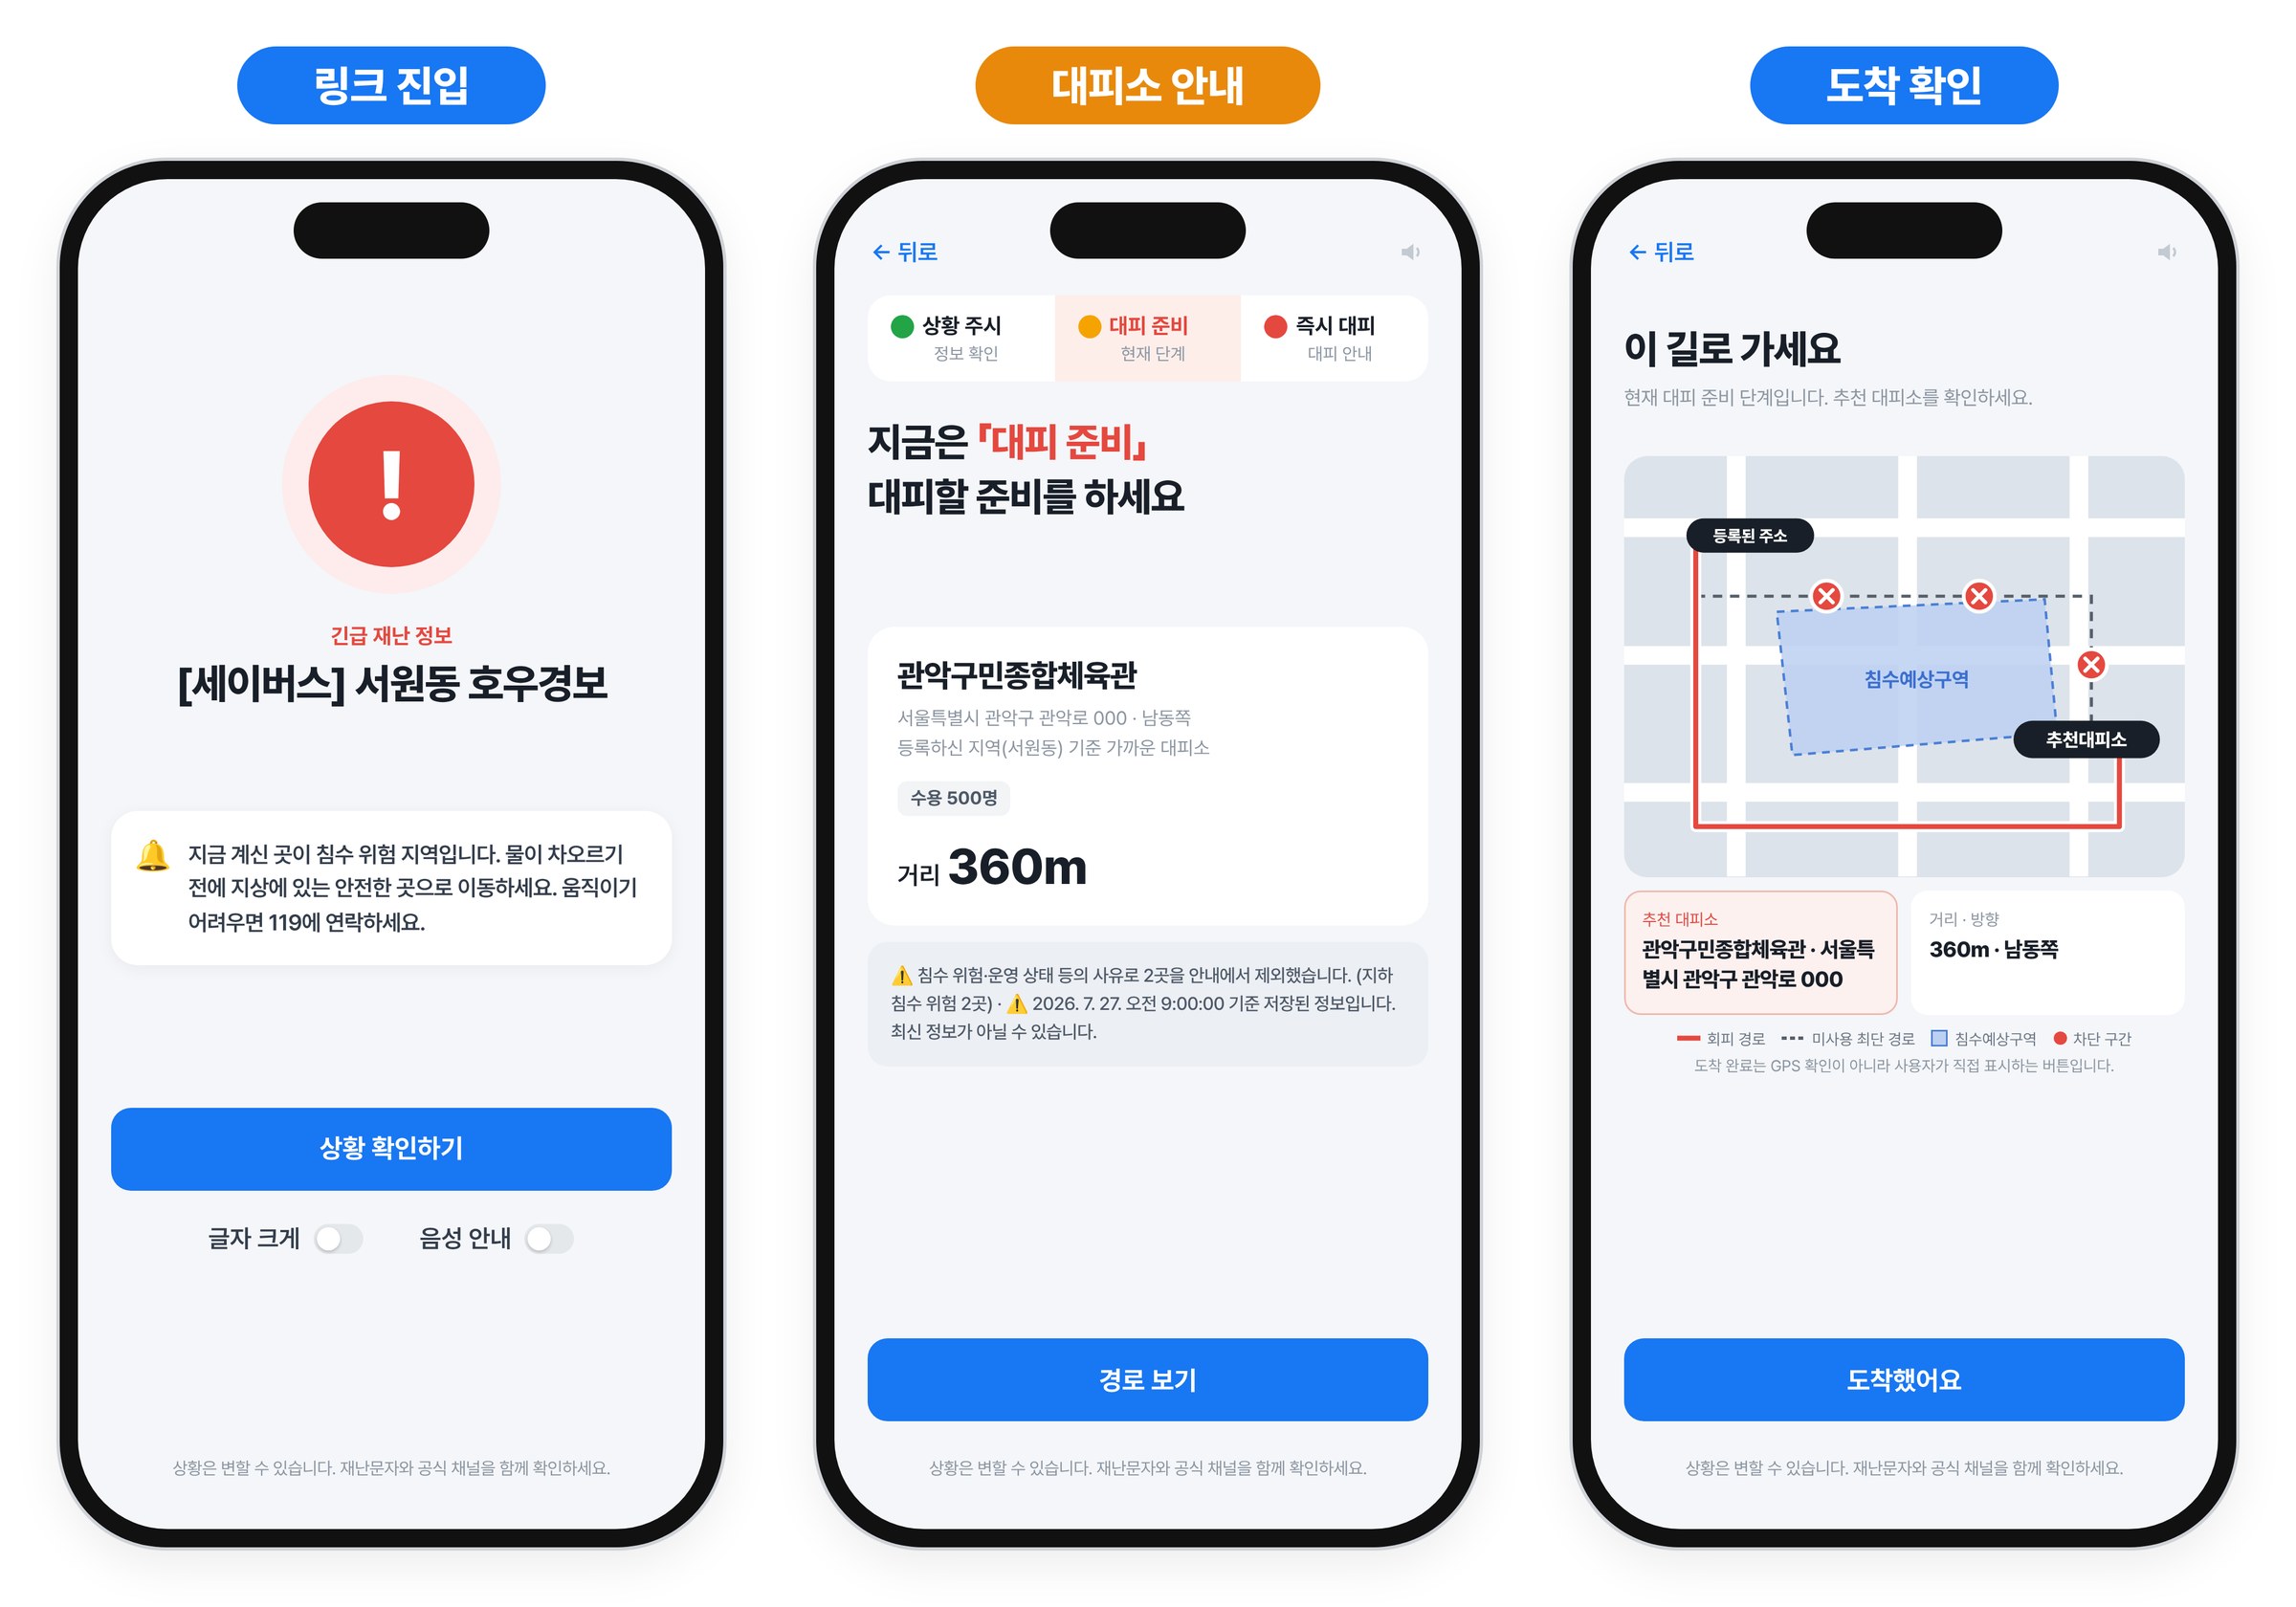 링크 진입
긴급 재난 정보
[세이버스] 서원동 호우경보
지금 계신 곳이 침수 위험 지역입니다. 물이 차오르기
전에 지상에 있는 안전한 곳으로 이동하세요. 움직이기
어려우면 119에 연락하세요.
상황 확인하기
글자 크게 음성 안내
상황은 변할 수 있습니다. 재난문자와 공식 채널을 함께 확인하세요.
대피소 안내
← 뒤로
상황 주시 대피 준비 즉시 대피
정보 확인 현재 단계 대피 안내
지금은 「대피 준비」
대피할 준비를 하세요
관악구민종합체육관
서울특별시 관악구 관악로 000 · 남동쪽
등록하신 지역(서원동) 기준 가까운 대피소
수용 500명
거리 360m
⚠️ 침수 위험·운영 상태 등의 사유로 2곳을 안내에서 제외했습니다. (지하
침수 위험 2곳) · ⚠️ 2026. 7. 27. 오전 9:00:00 기준 저장된 정보입니다.
최신 정보가 아닐 수 있습니다.
경로 보기
상황은 변할 수 있습니다. 재난문자와 공식 채널을 함께 확인하세요.
도착 확인
← 뒤로
이 길로 가세요
현재 대피 준비 단계입니다. 추천 대피소를 확인하세요.
등록된 주소
침수예상구역
추천대피소
추천 대피소
관악구민종합체육관 · 서울특
별시 관악구 관악로 000
거리 · 방향
360m · 남동쪽
회피 경로 미사용 최단 경로 침수예상구역 차단 구간
도착 완료는 GPS 확인이 아니라 사용자가 직접 표시하는 버튼입니다.
도착했어요
상황은 변할 수 있습니다. 재난문자와 공식 채널을 함께 확인하세요.